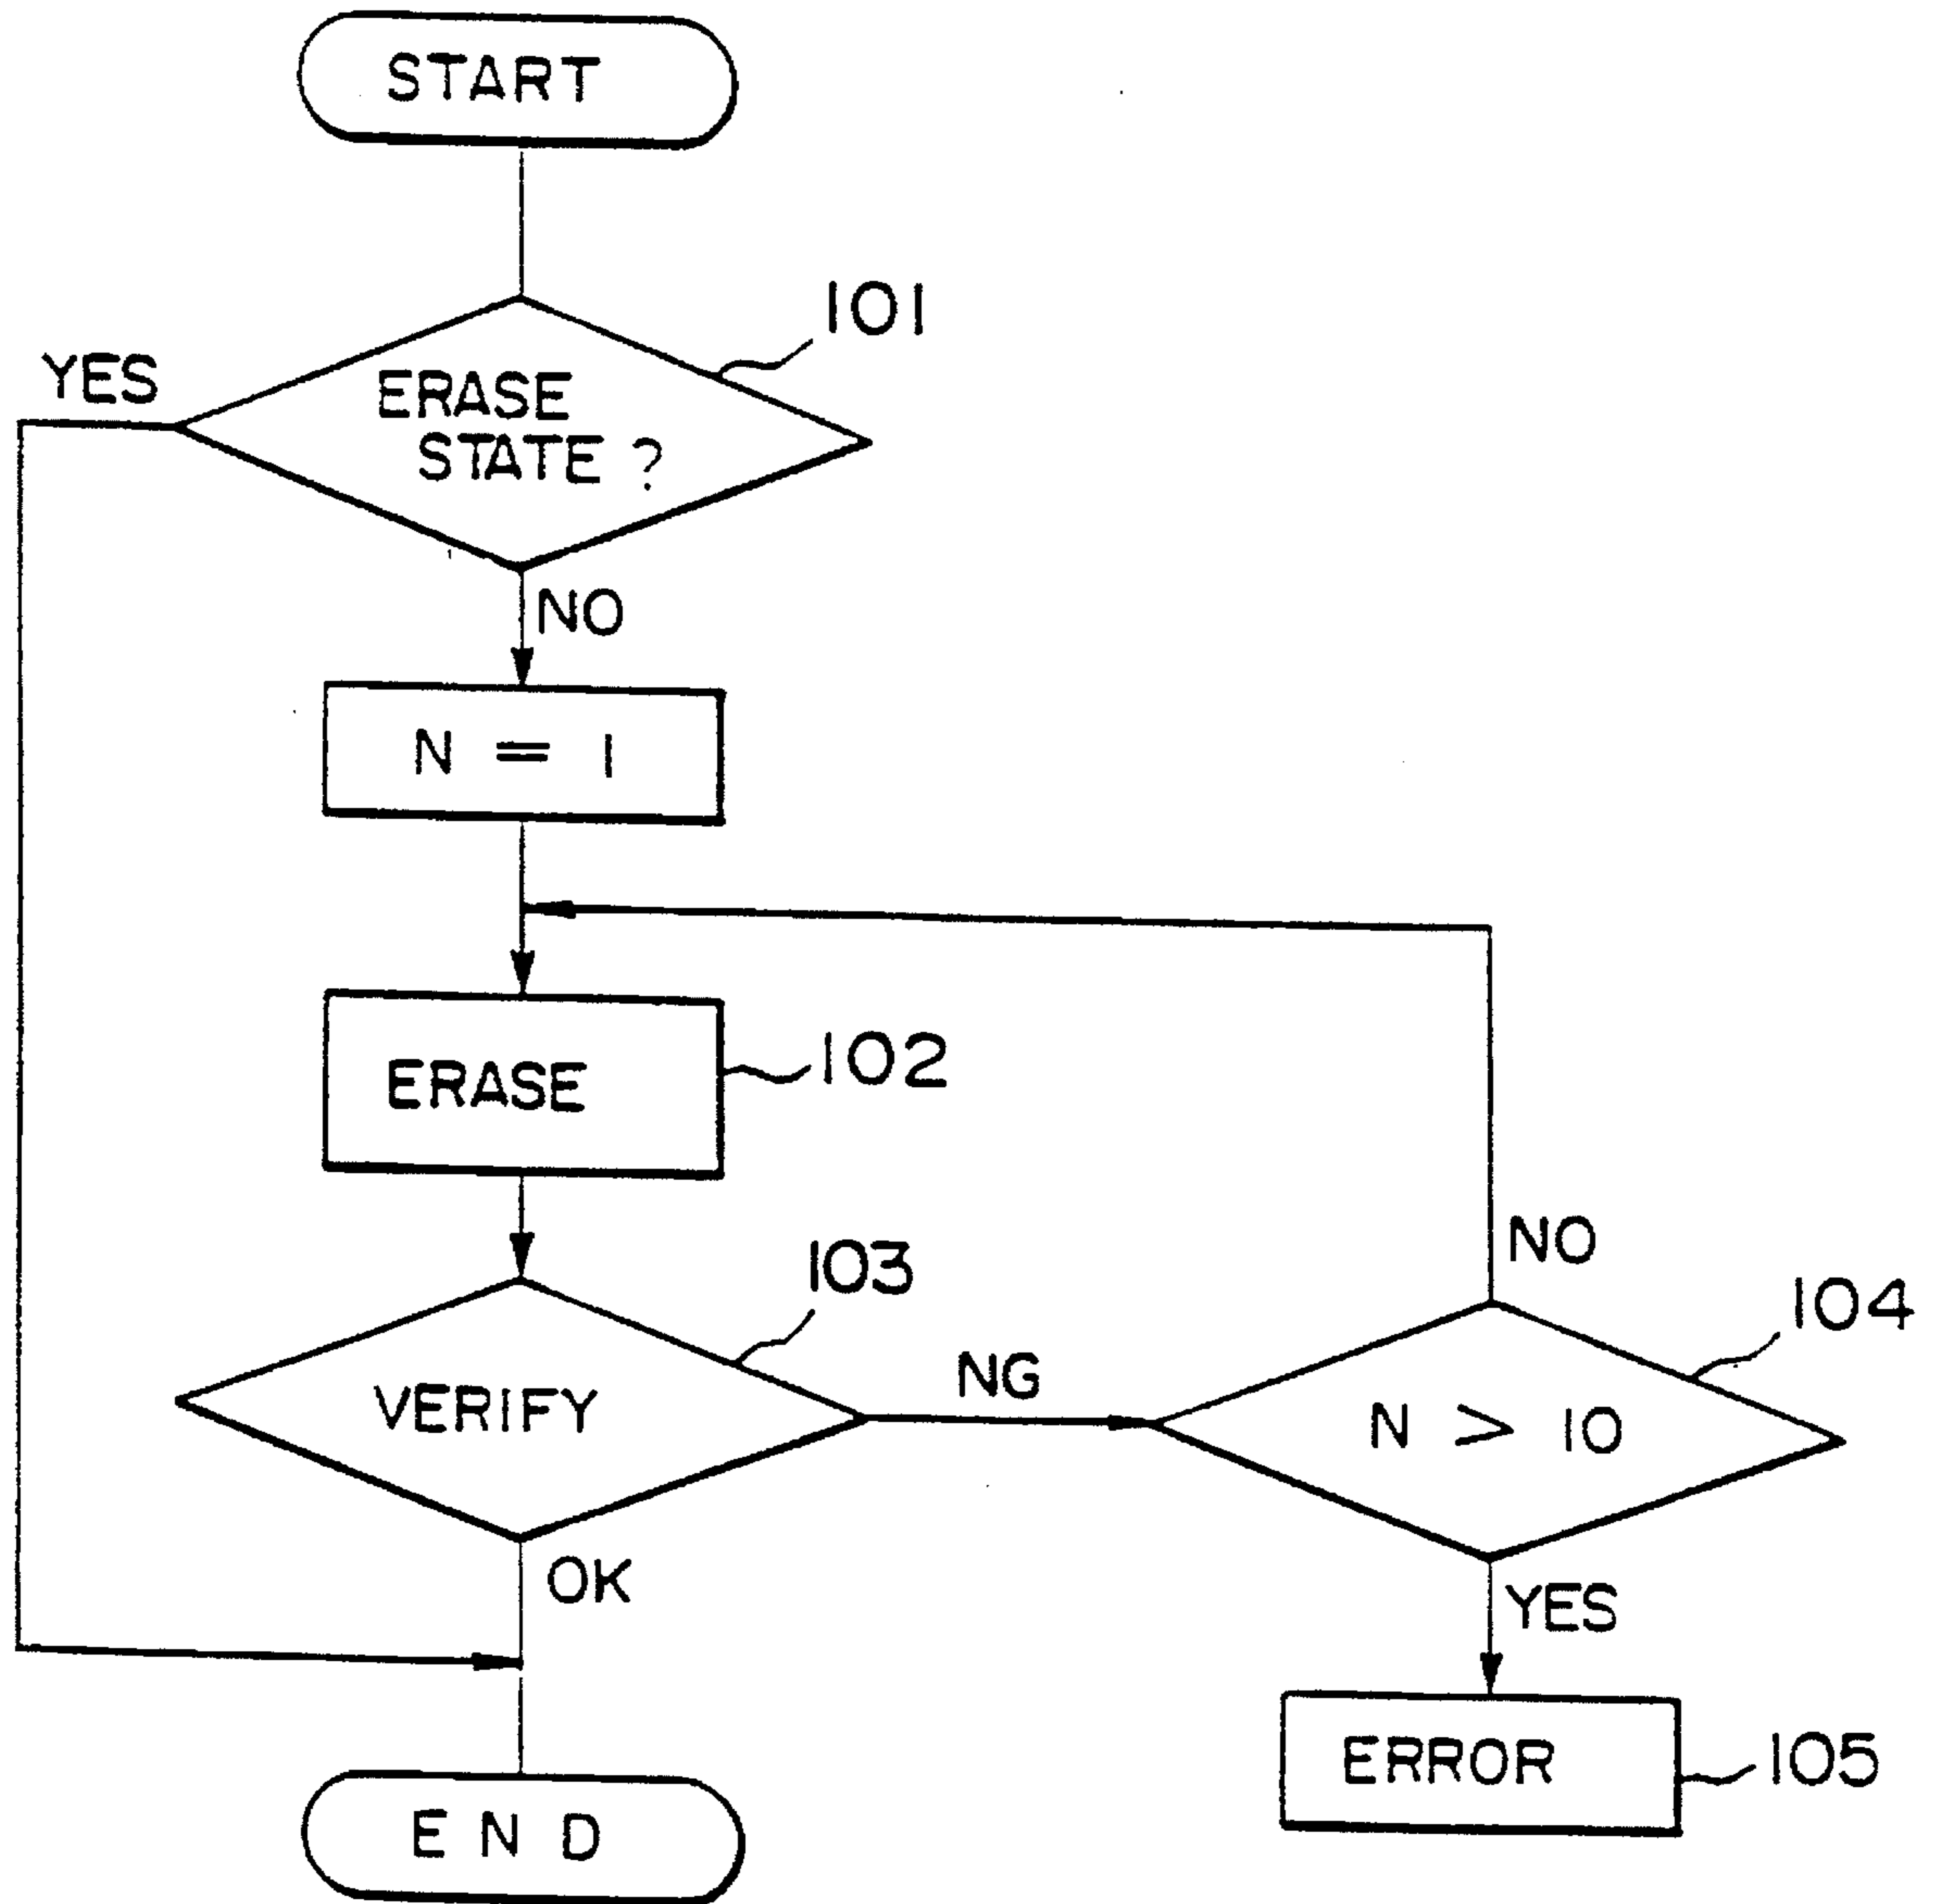 START
101
YES
ERASE
STATE ?
NO
N = 1
ERASE
102
103
VERIFY
NG
NO
104
N > 10
OK
YES
ERROR
105
END